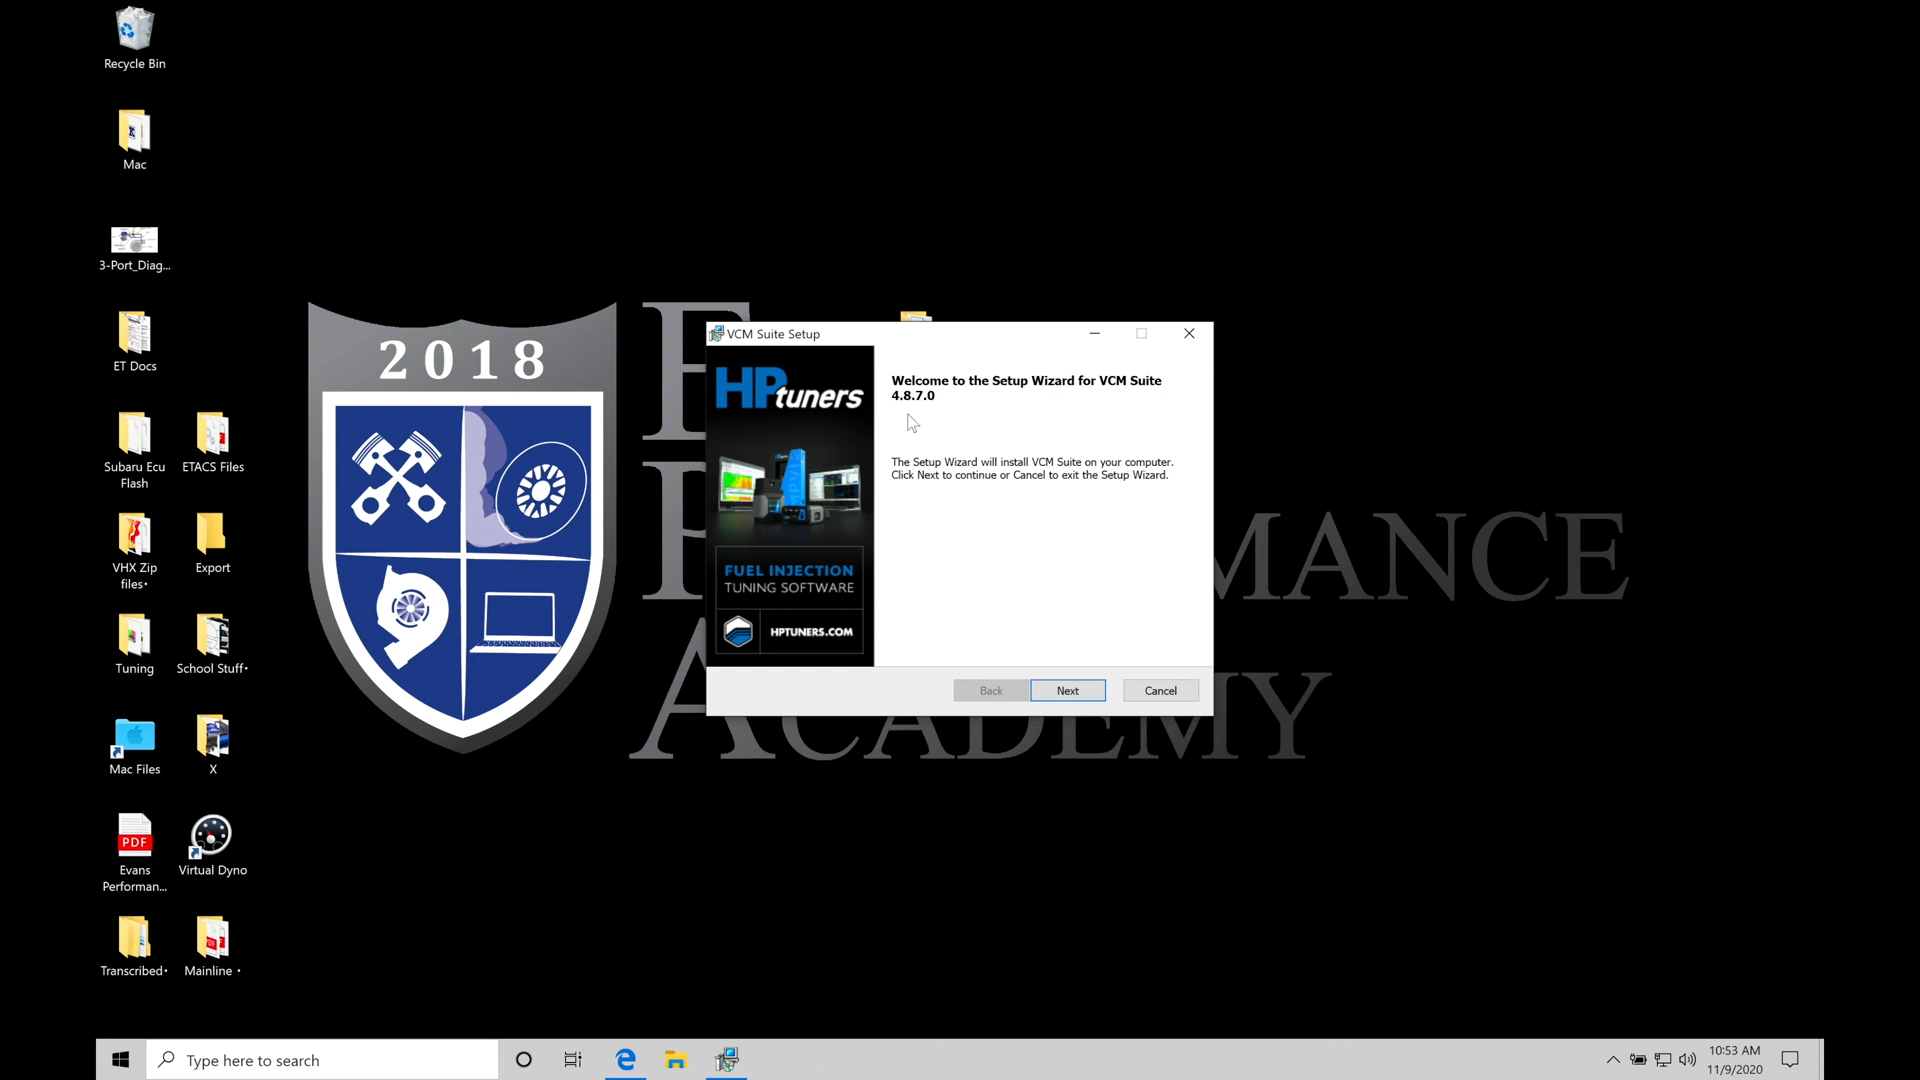 Recycle Bin
Mac
3-Port_Diag...
ET Docs
Subaru Ecu
Flash
ETACS Files
VHX Zip
files
Export
Tuning
School Stuff
Mac Files
X
PDF
Evans
Performan...
Virtual Dyno
Transcribed
Mainline
2018
VCM Suite Setup
HPtuners
FUEL INJECTION
TUNING SOFTWARE
HPTUNERS.COM
Welcome to the Setup Wizard for VCM Suite
4.8.7.0
The Setup Wizard will install VCM Suite on your computer.
Click Next to continue or Cancel to exit the Setup Wizard.
Back
Next
Cancel
MANCE
ACADEMY
Type here to search
10:53 AM
11/9/2020